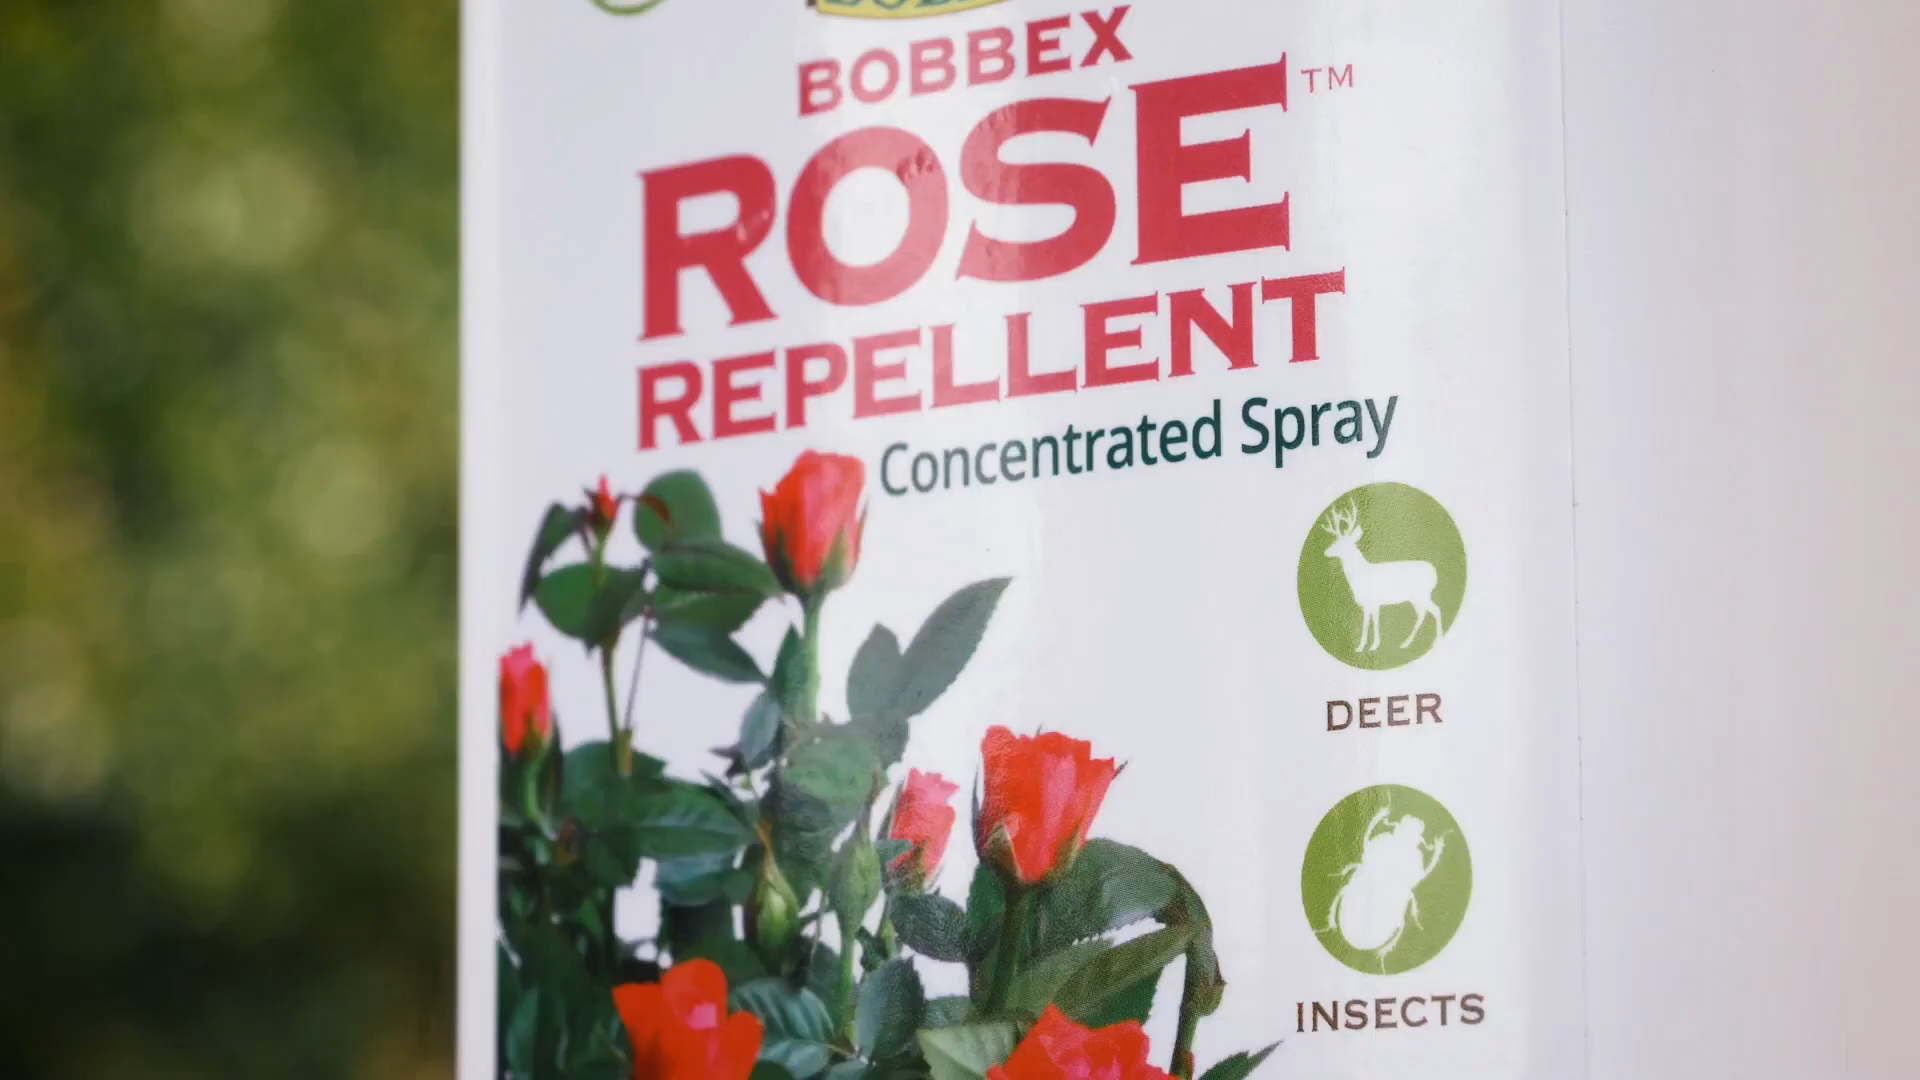 BOBBEX
ROSE™
REPELLENT
Concentrated Spray
DEER
INSECTS